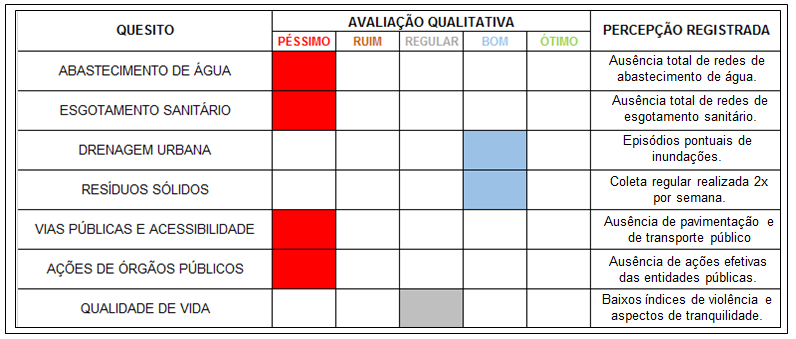 QUESITO
AVALIAÇÃO QUALITATIVA
PERCEPÇÃO REGISTRADA
PÉSSIMO RUIM REGULAR BOM ÓTIMO
ABASTECIMENTO DE ÁGUA
Ausência total de redes de
abastecimento de água.
ESGOTAMENTO SANITÁRIO
Ausência total de redes de
esgotamento sanitário.
DRENAGEM URBANA
Episódios pontuais de
inundações.
RESÍDUOS SÓLIDOS
Coleta regular realizada 2x
por semana.
VIAS PÚBLICAS E ACESSIBILIDADE
Ausência de pavimentação e
de transporte público
AÇÕES DE ÓRGÃOS PÚBLICOS
Ausência de ações efetivas
das entidades públicas.
QUALIDADE DE VIDA
Baixos índices de violência e
aspectos de tranquilidade.